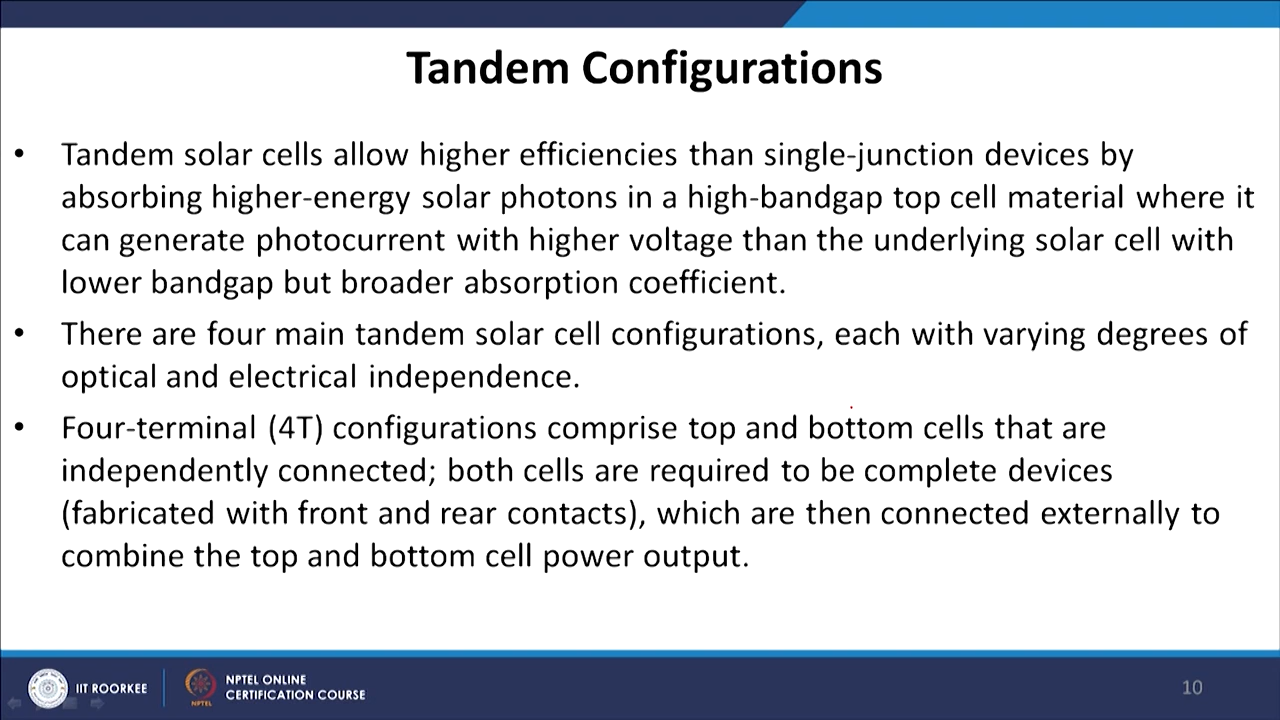 Tandem Configurations
• Tandem solar cells allow higher efficiencies than single-junction devices by
absorbing higher-energy solar photons in a high-bandgap top cell material where it
can generate photocurrent with higher voltage than the underlying solar cell with
lower bandgap but broader absorption coefficient.
• There are four main tandem solar cell configurations, each with varying degrees of
optical and electrical independence.
• Four-terminal (4T) configurations comprise top and bottom cells that are
independently connected; both cells are required to be complete devices
(fabricated with front and rear contacts), which are then connected externally to
combine the top and bottom cell power output.
IIT ROORKEE
NPTEL
NPTEL ONLINE
CERTIFICATION COURSE
10